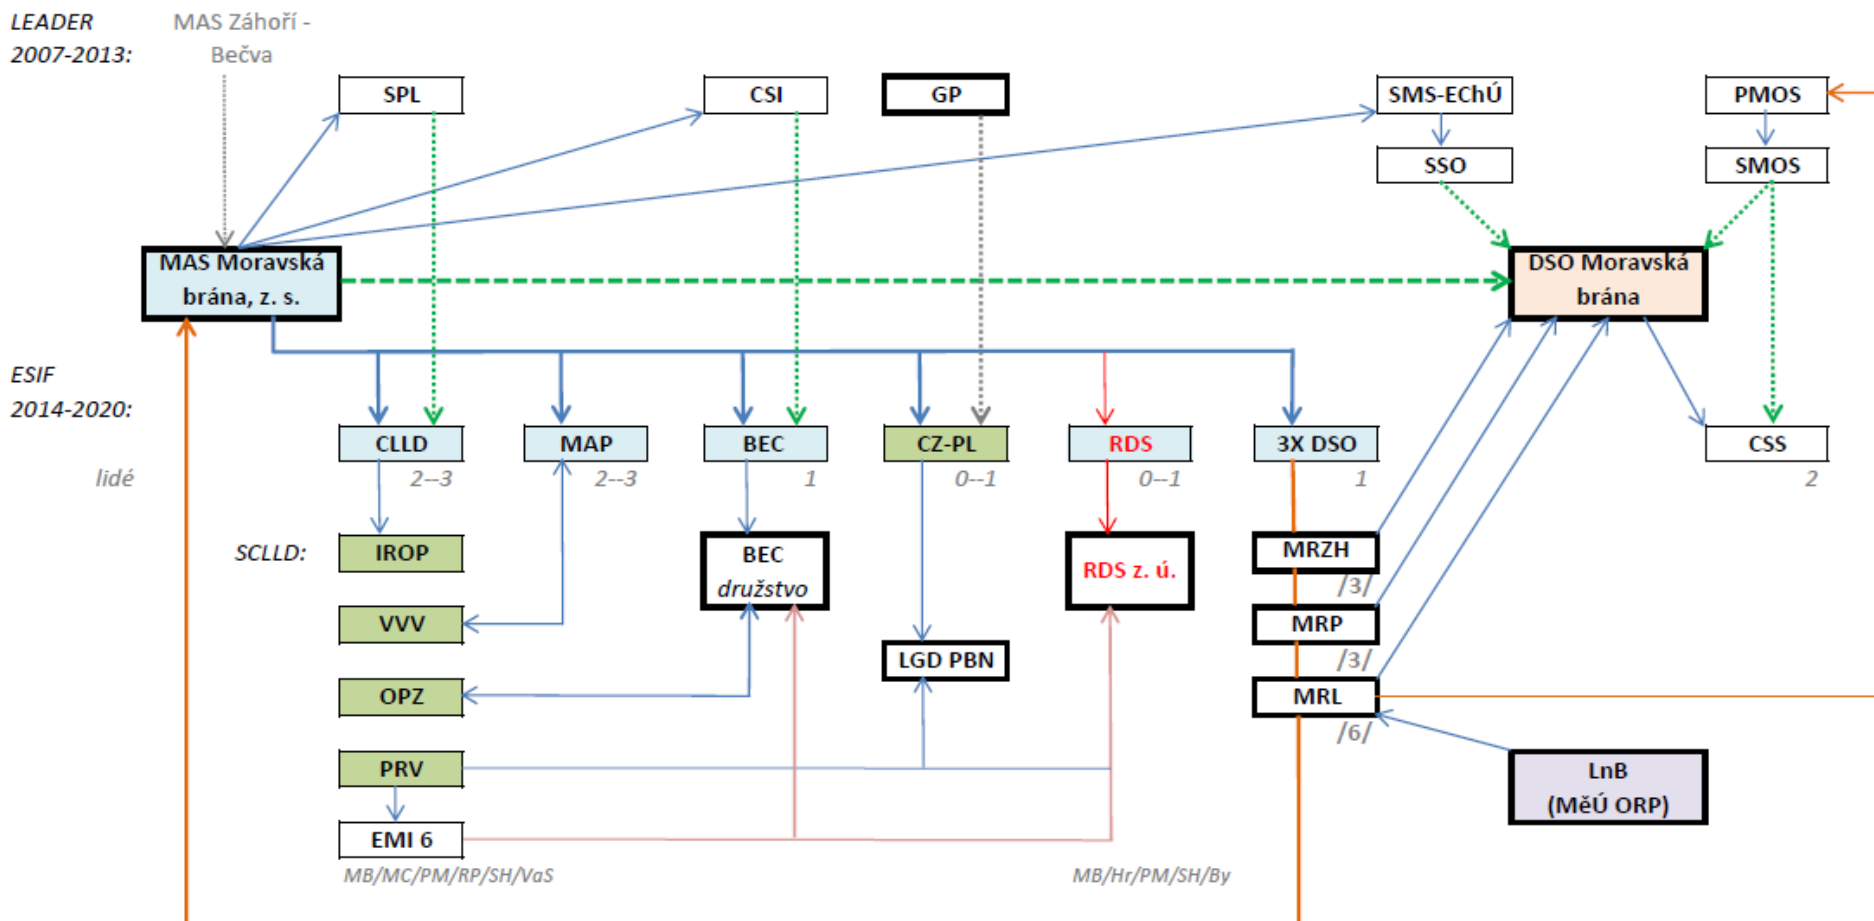 LEADER
2007-2013:
MAS Záhoří -
Bečva
SPL
CSI
GP
SMS-EChÚ
PMOS
SSO
SMOS
MAS Moravská
brána, z. s.
DSO Moravská
brána
ESIF
2014-2020:
CLLD
MAP
BEC
CZ-PL
RDS
3X DSO
CSS
lidé
2--3
2--3
1
0--1
0--1
1
2
SCLLD:
IROP
BEC
družstvo
RDS z. ú.
MRZH
/3/
VVV
MRP
/3/
LGD PBN
OPZ
MRL
/6/
PRV
LnB
(MěÚ ORP)
EMI 6
MB/MC/PM/RP/SH/VaS
MB/Hr/PM/SH/By